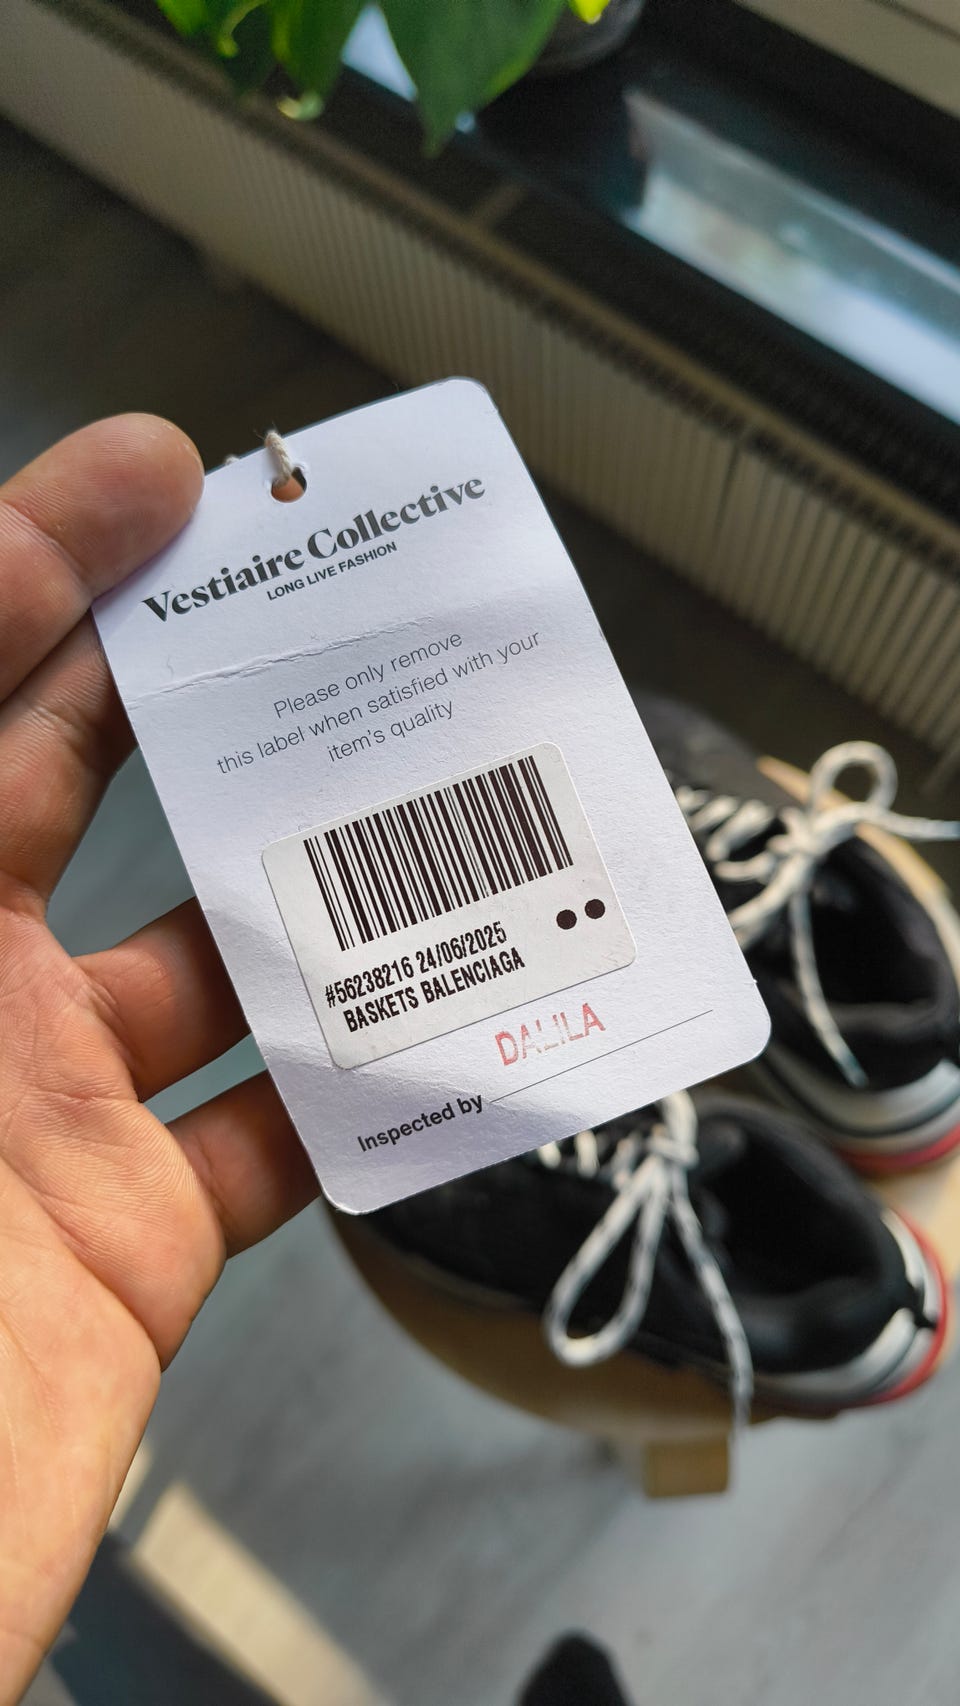 Vestiaire Collective
LONG LIVE FASHION
Please only remove
this label when satisfied with your
item's quality
#56238216 24/06/2025
BASKETS BALENCIAGA
DALILA
Inspected by